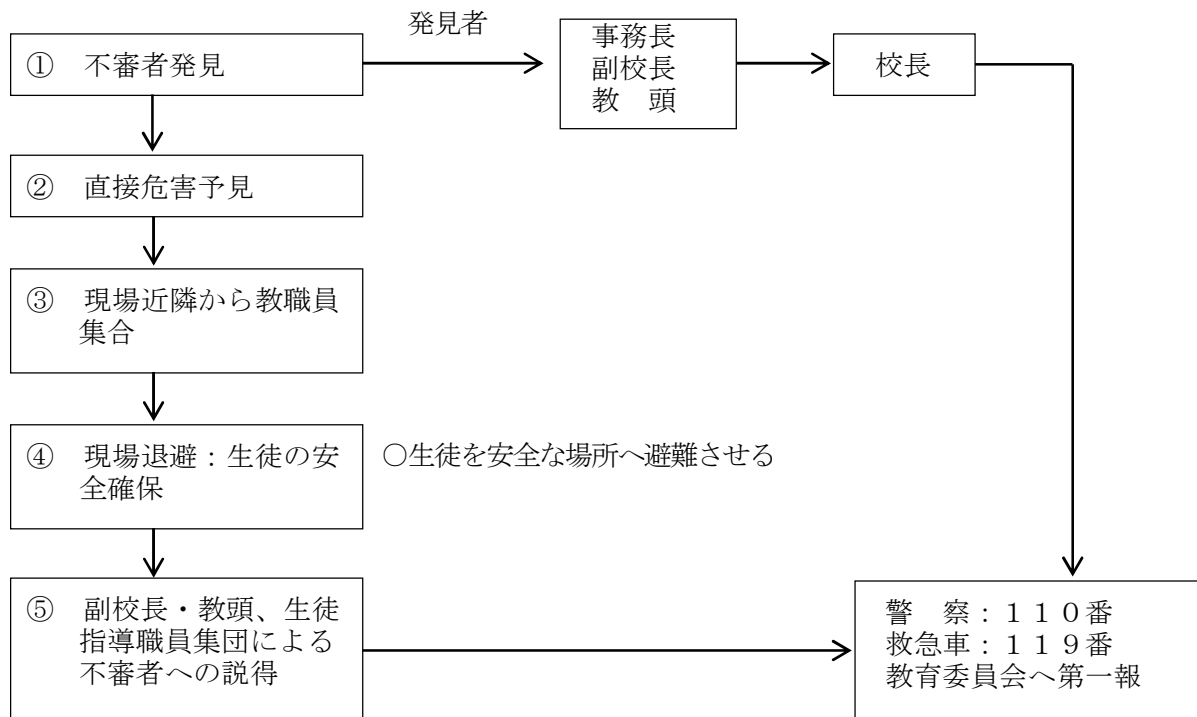 発見者
① 不審者発見
事務長
副校長
教　頭
校長
② 直接危害予見
③ 現場近隣から教職員
集合
④ 現場退避：生徒の安
全確保
○生徒を安全な場所へ避難させる
⑤ 副校長・教頭、生徒
指導職員集団による
不審者への説得
警　察：１１０番
救急車：１１９番
教育委員会へ第一報